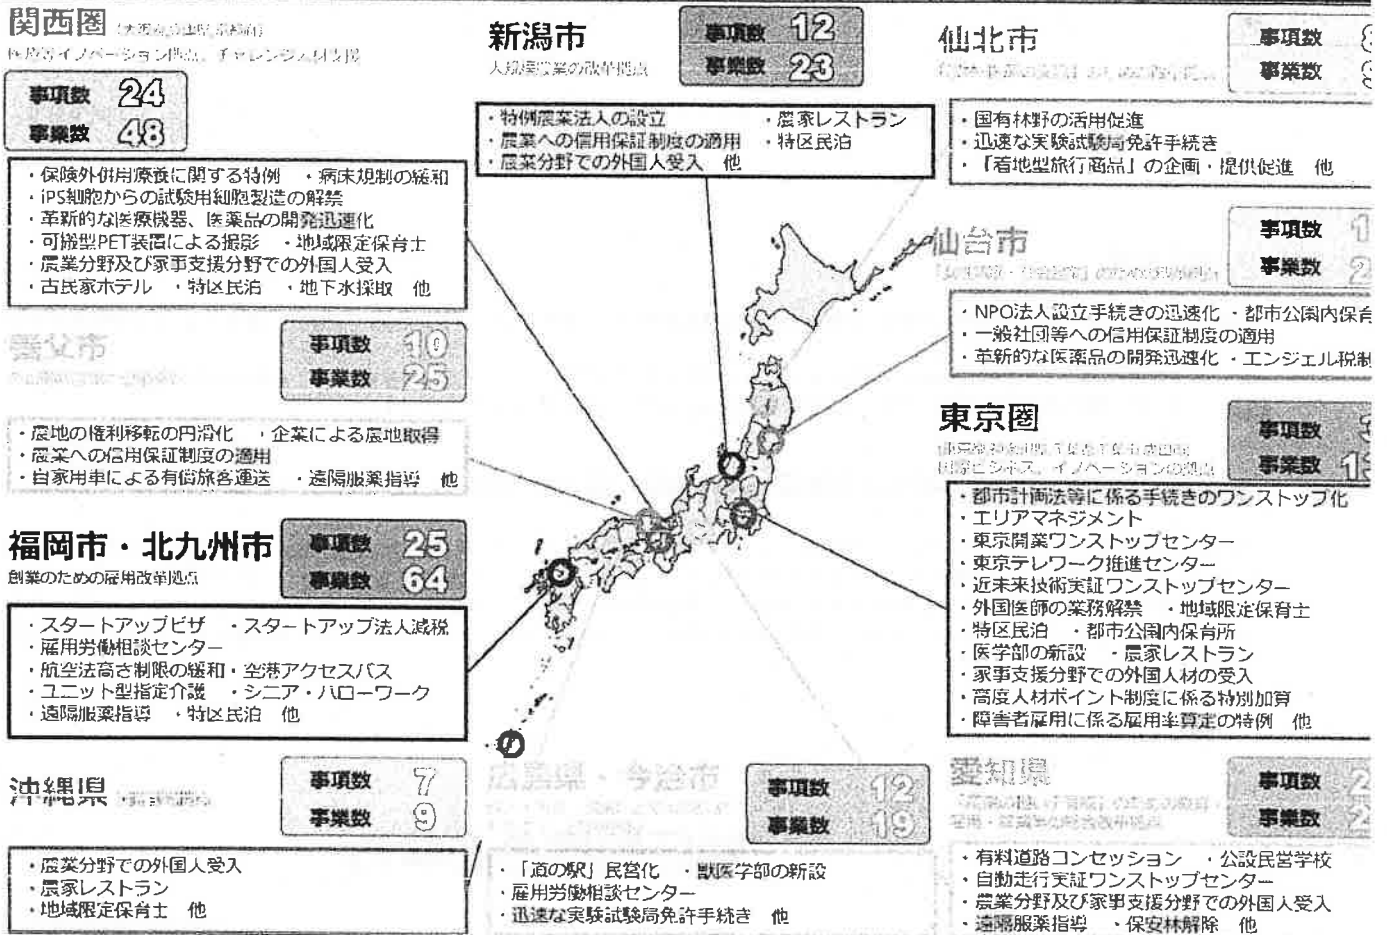 関西圏
事項数 24
事業数 48
・保険外併用療養に関する特例 ・病床規制の緩和
・iPS細胞からの試験用細胞製造の解禁
・革新的な医療機器、医薬品の開発迅速化
・可搬型PET装置による撮影 ・地域限定保育士
・農業分野及び家事支援分野での外国人受入
・古民家ホテル ・特区民泊 ・地下水採取 他
養父市
事項数 10
事業数 25
・農地の権利移転の円滑化 ・企業による農地取得
・農業への信用保証制度の適用
・自家用車による有償旅客運送 ・遠隔服薬指導 他
福岡市・北九州市
創業のための雇用改革拠点
事項数 25
事業数 64
・スタートアップビザ ・スタートアップ法人減税
・雇用労働相談センター
・航空法高さ制限の緩和・空港アクセスバス
・ユニット型指定介護 ・シニア・ハローワーク
・遠隔服薬指導 ・特区民泊 他
沖縄県
事項数 7
事業数 9
・農業分野での外国人受入
・農家レストラン
・地域限定保育士 他
新潟市
大規模農業の改革拠点
事項数 12
事業数 23
・特例農業法人の設立 ・農家レストラン
・農業への信用保証制度の適用 ・特区民泊
・農業分野での外国人受入 他
広島県・今治市
事項数 12
事業数 19
・「道の駅」民営化 ・獣医学部の新設
・雇用労働相談センター
・迅速な実験試験局免許手続き 他
仙北市
事項数
事業数
・国有林野の活用促進
・迅速な実験試験局免許手続き
・「着地型旅行商品」の企画・提供促進 他
仙台市
事項数 1
事業数 2
・NPO法人設立手続きの迅速化 ・都市公園内保育
・一般社団等への信用保証制度の適用
・革新的な医薬品の開発迅速化 ・エンジェル税制
東京圏
国際ビジネス、イノベーションの拠点
事項数 3
事業数 13
・都市計画法等に係る手続きのワンストップ化
・エリアマネジメント
・東京開業ワンストップセンター
・東京テレワーク推進センター
・近未来技術実証ワンストップセンター
・外国医師の業務解禁 ・地域限定保育士
・特区民泊 ・都市公園内保育所
・医学部の新設 ・農家レストラン
・家事支援分野での外国人材の受入
・高度人材ポイント制度に係る特別加算
・障害者雇用に係る雇用率算定の特例 他
愛知県
事項数 2
事業数 2
・有料道路コンセッション ・公設民営学校
・自動走行実証ワンストップセンター
・農業分野及び家事支援分野での外国人受入
・遠隔服薬指導 ・保安林解除 他